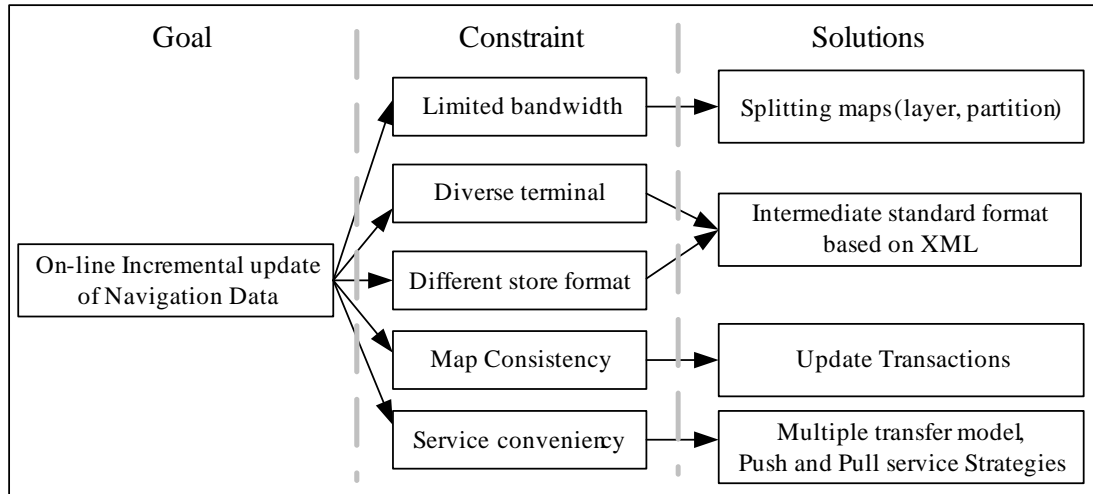 Goal
Constraint
Solutions
Limited bandwidth
Splitting maps(layer, partition)
Diverse terminal
Intermediate standard format
based on XML
On-line Incremental update
of Navigation Data
Different store format
Map Consistency
Update Transactions
Service conveniency
Multiple transfer model,
Push and Pull service Strategies